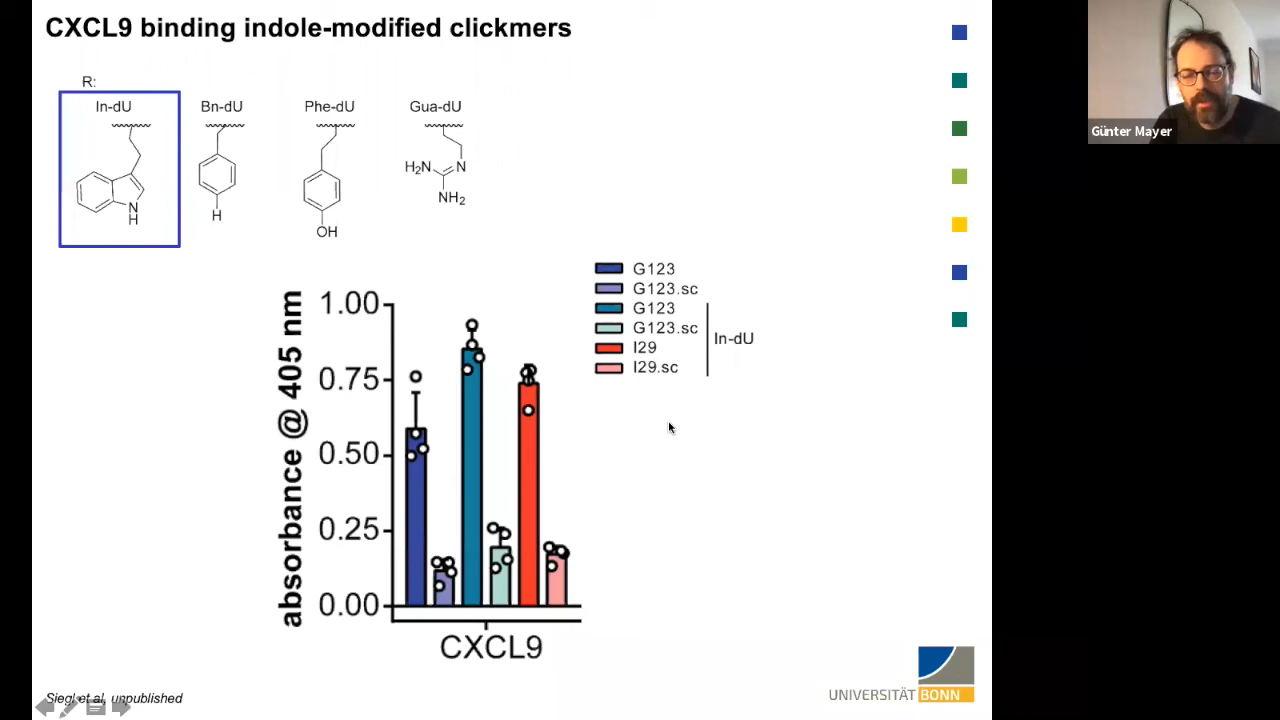 CXCL9 binding indole-modified clickmers
R:
In-dU
Bn-dU
Phe-dU
Gua-dU
N
H
H
OH
H₂N
N
NH₂
G123
G123.sc
G123
G123.sc
I29
I29.sc
In-dU
absorbance @ 405 nm
1.00
0.75
0.50
0.25
0.00
CXCL9
Siegl et al, unpublished
UNIVERSITÄT BONN
Günter Mayer